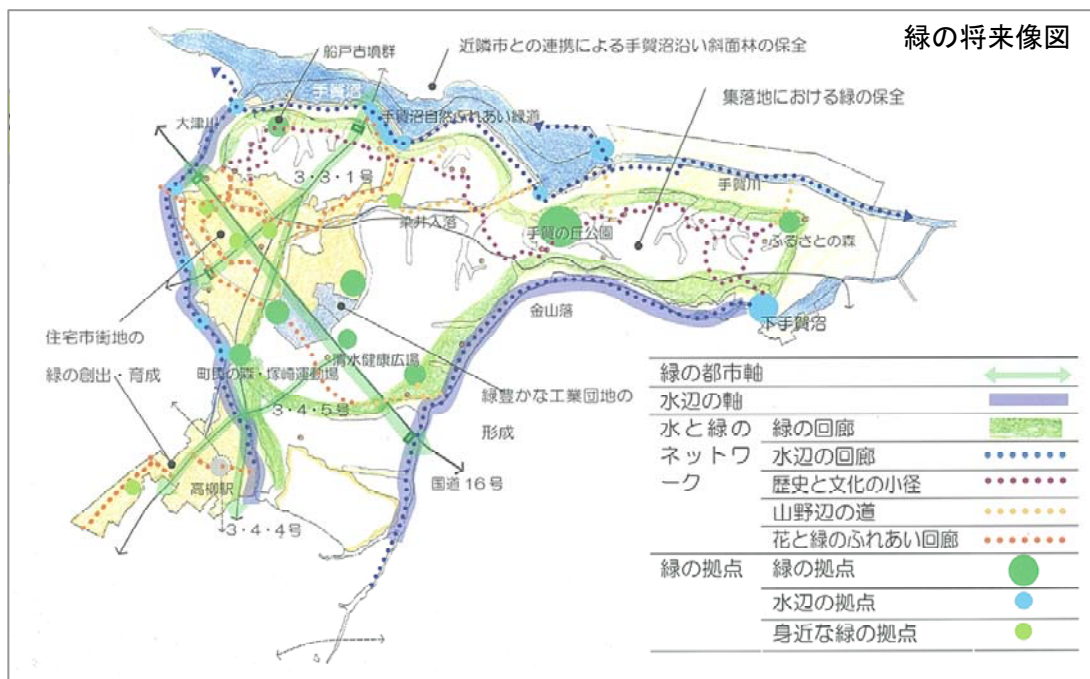 緑の将来像図
近隣市との連携による手賀沼沿い斜面林の保全
船戸古墳群
手賀沼
集落地における緑の保全
大津川
手賀沼自然ふれあい緑道
3・3・1号
手賀川
染井入落
手賀の丘公園
ふるさとの森
金山落
下手賀沼
住宅市街地の
緑の創出・育成
町民の森・塚崎運動場
清水健康広場
緑豊かな工業団地の
形成
3・4・5号
国道16号
高柳駅
3・4・4号
緑の都市軸
水辺の軸
水と緑の
ネットワ
ーク
緑の回廊
水辺の回廊
歴史と文化の小径
山野辺の道
花と緑のふれあい回廊
緑の拠点
緑の拠点
水辺の拠点
身近な緑の拠点